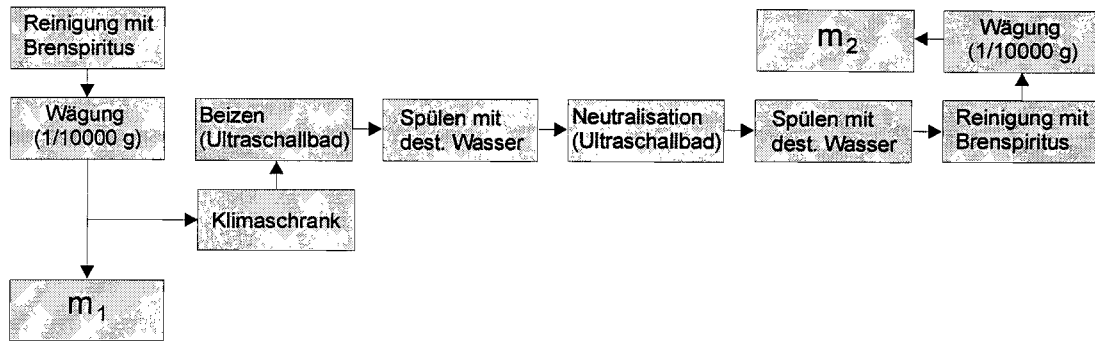 Reinigung mit
Brenspiritus
Wägung
(1/10000 g)
m₁
Klimaschrank
Beizen
(Ultraschallbad)
Spülen mit
dest. Wasser
Neutralisation
(Ultraschallbad)
Spülen mit
dest. Wasser
Reinigung mit
Brenspiritus
Wägung
(1/10000 g)
m₂